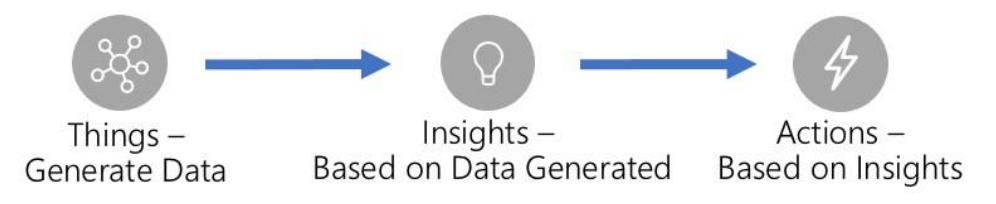 Things –
Generate Data
Insights –
Based on Data Generated
Actions –
Based on Insights